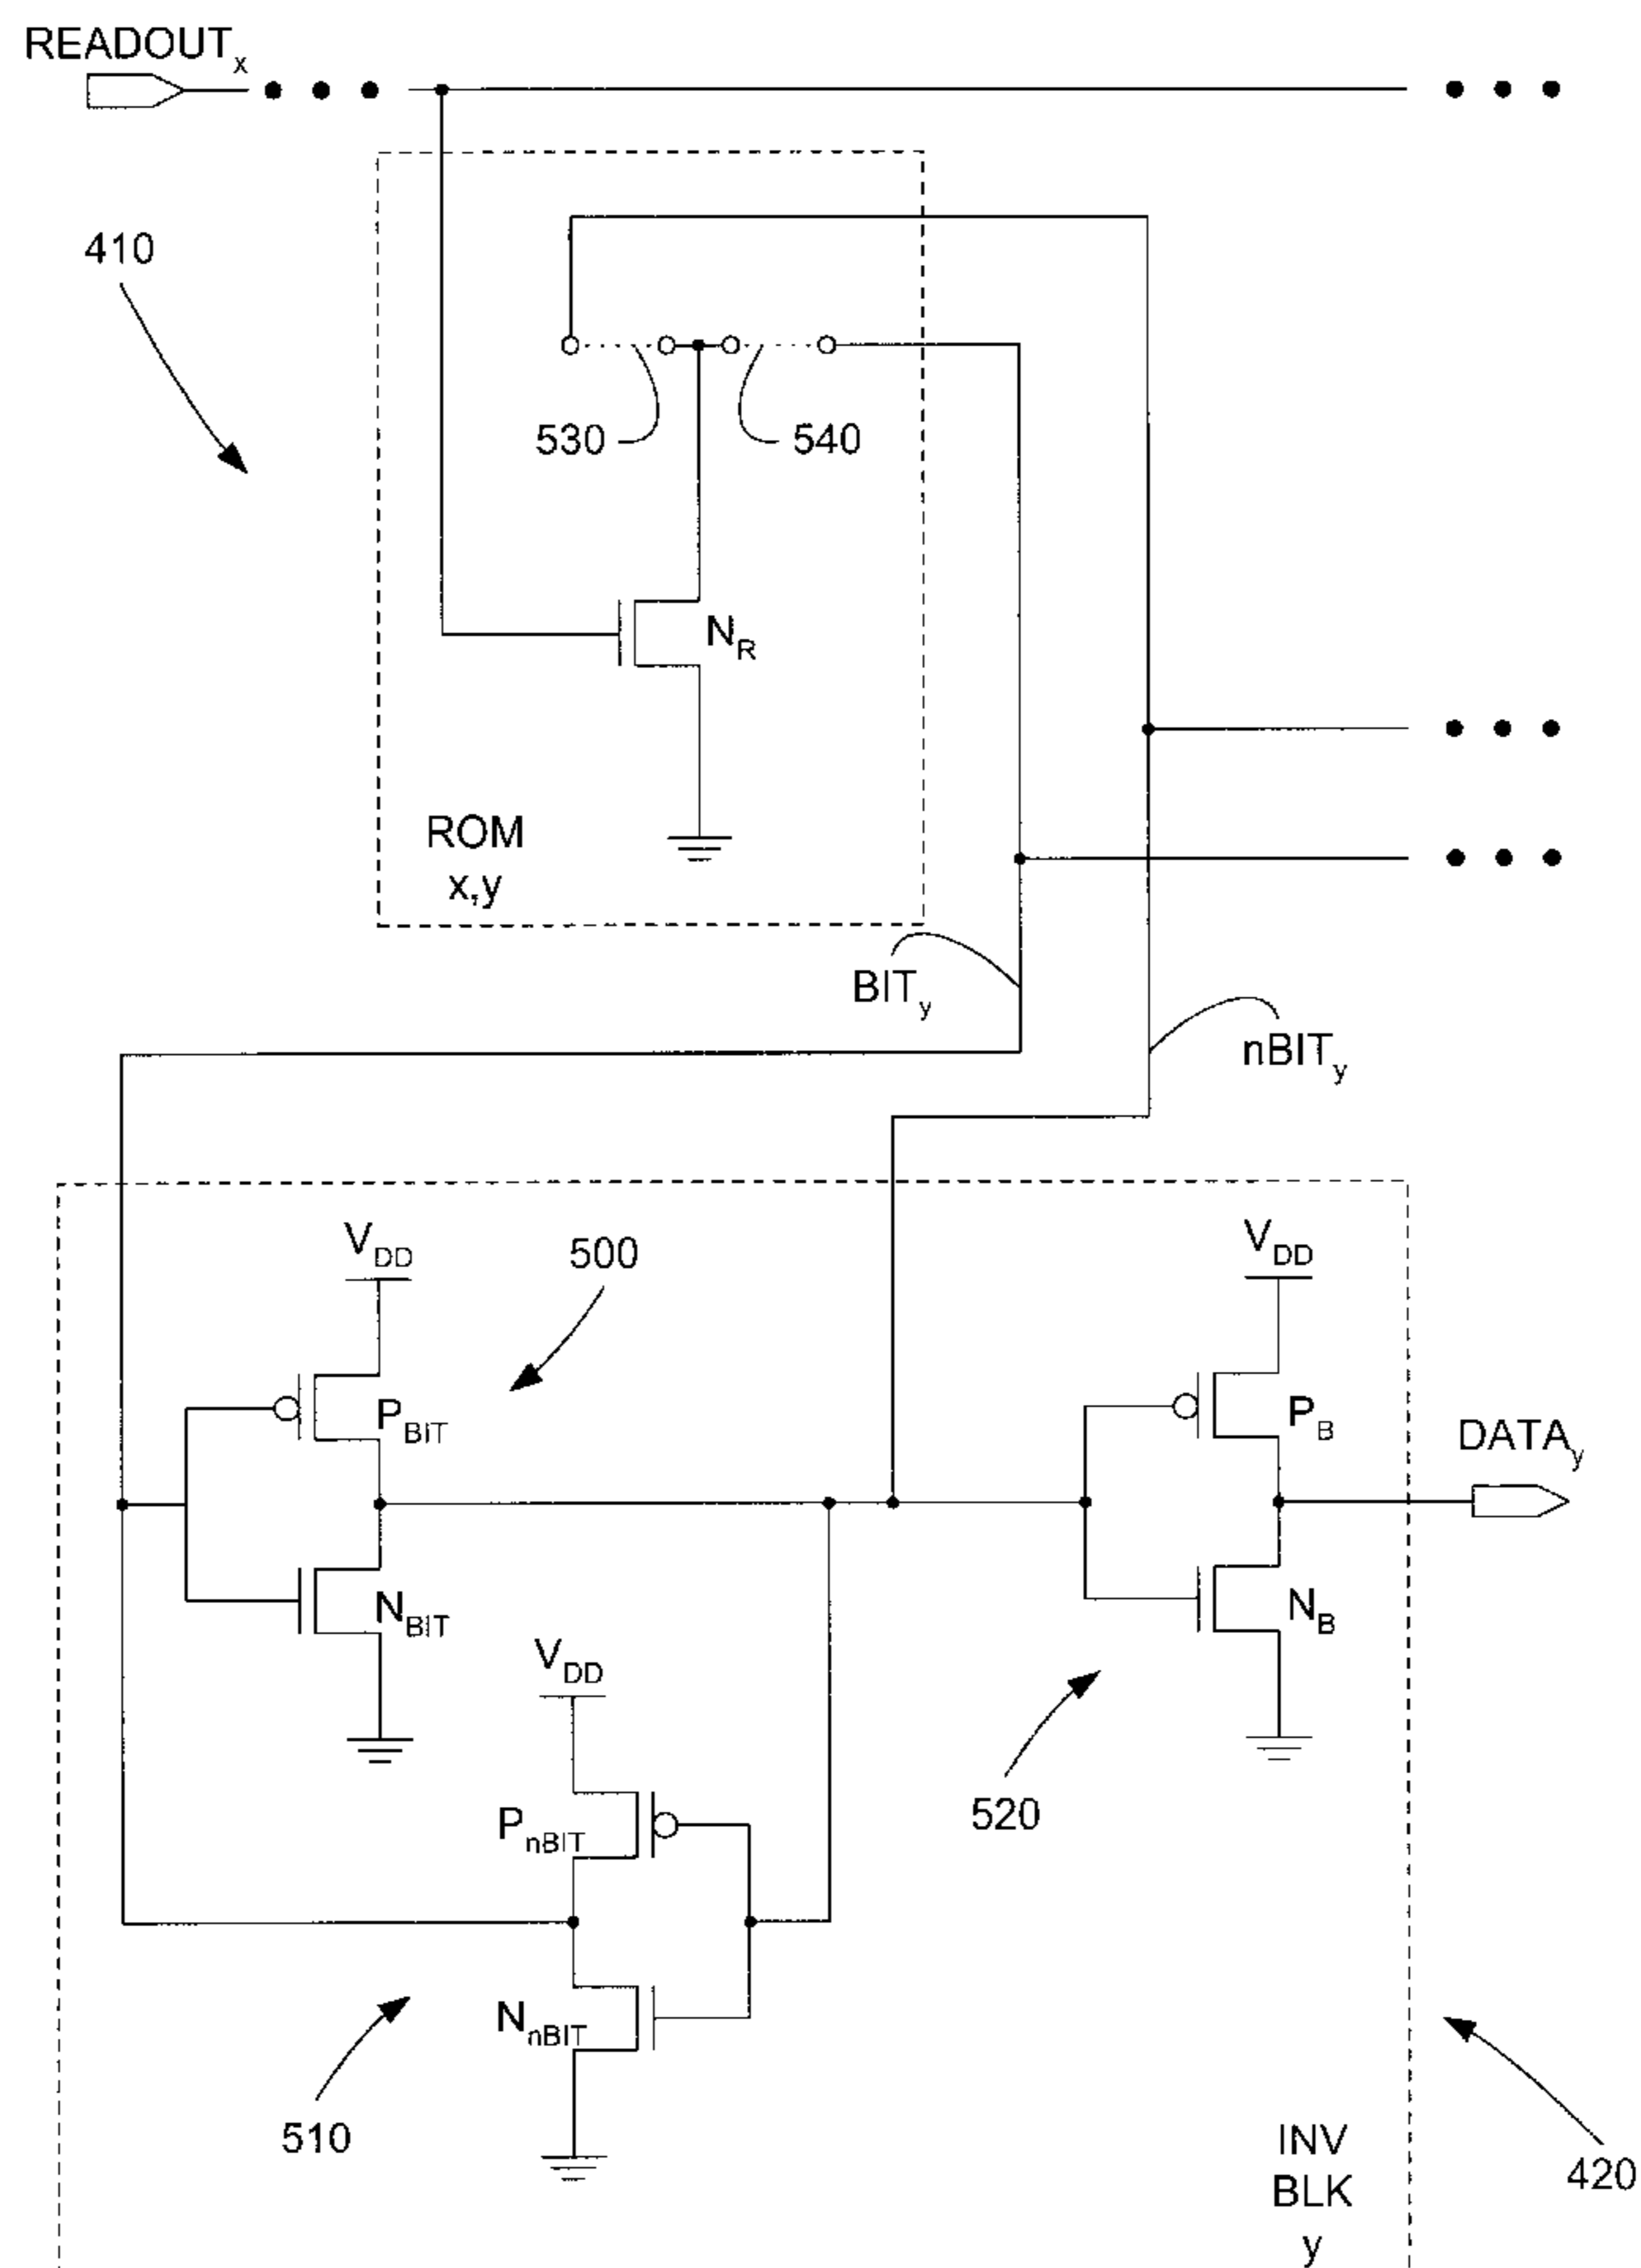 READOUTx
410
530
540
NR
ROM
x,y
BITy
nBITy
VDD
500
VDD
PBIT
PB
DATAy
NBIT
NB
VDD
PnBIT
520
NnBIT
510
INV
BLK
y
420